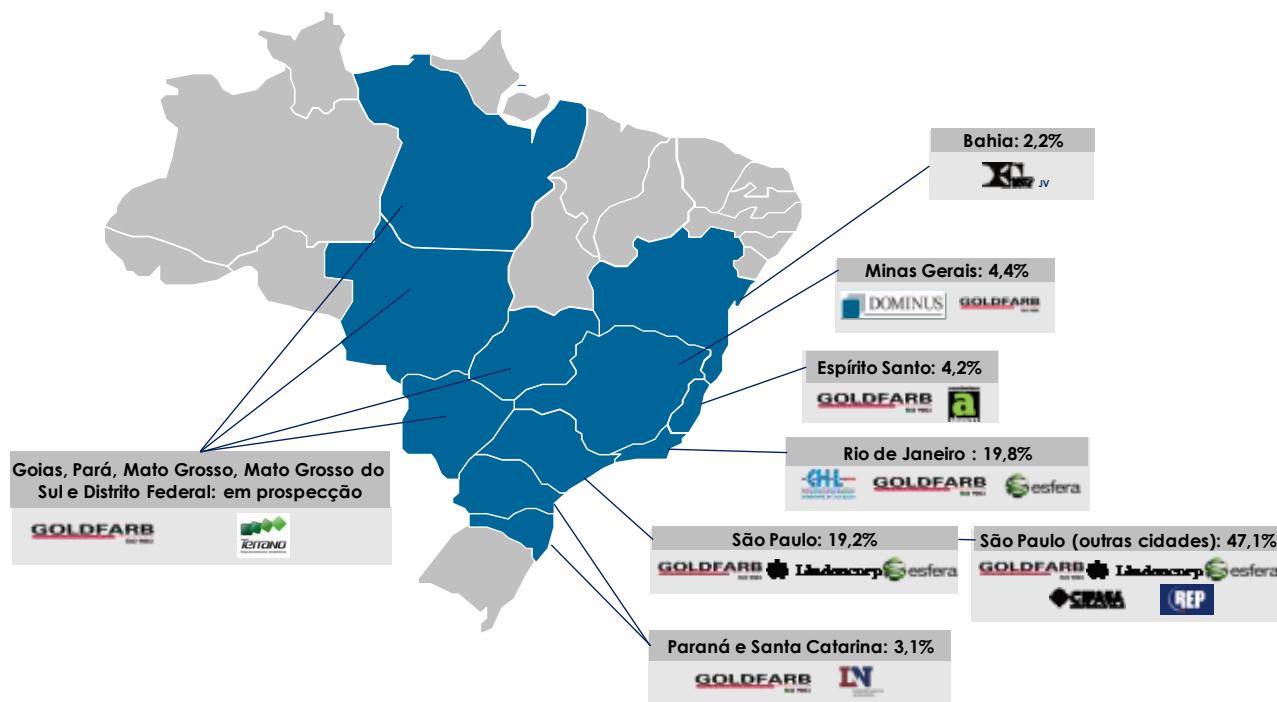 Bahia: 2,2%
JV
Minas Gerais: 4,4%
DOMINUS GOLDFARB
Espírito Santo: 4,2%
GOLDFARB a
Rio de Janeiro : 19,8%
CHL GOLDFARB esfera
Goias, Pará, Mato Grosso, Mato Grosso do
Sul e Distrito Federal: em prospecção
GOLDFARB TERRANO
São Paulo: 19,2%
GOLDFARB Lindencorp esfera
São Paulo (outras cidades): 47,1%
GOLDFARB Lindencorp esfera
CIPASA REP
Paraná e Santa Catarina: 3,1%
GOLDFARB LN